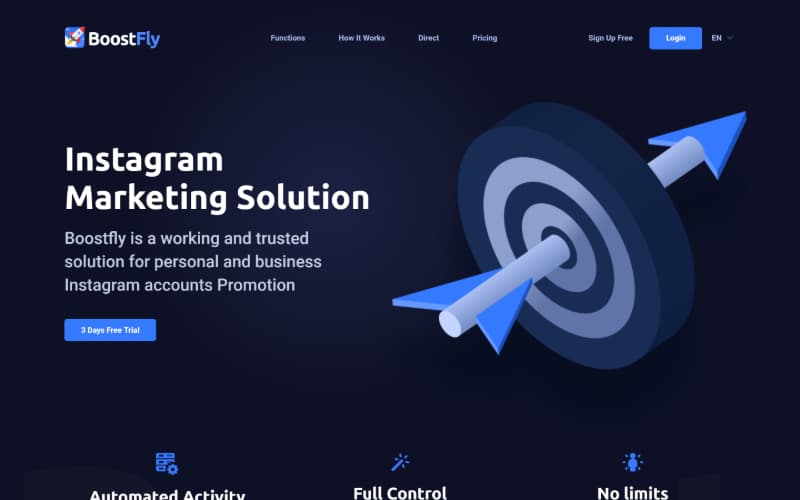 BoostFly
Functions
How It Works
Direct
Pricing
Sign Up Free
Login
EN
Instagram
Marketing Solution
Boostfly is a working and trusted
solution for personal and business
Instagram accounts Promotion
3 Days Free Trial
Automated Activity
Full Control
No limits